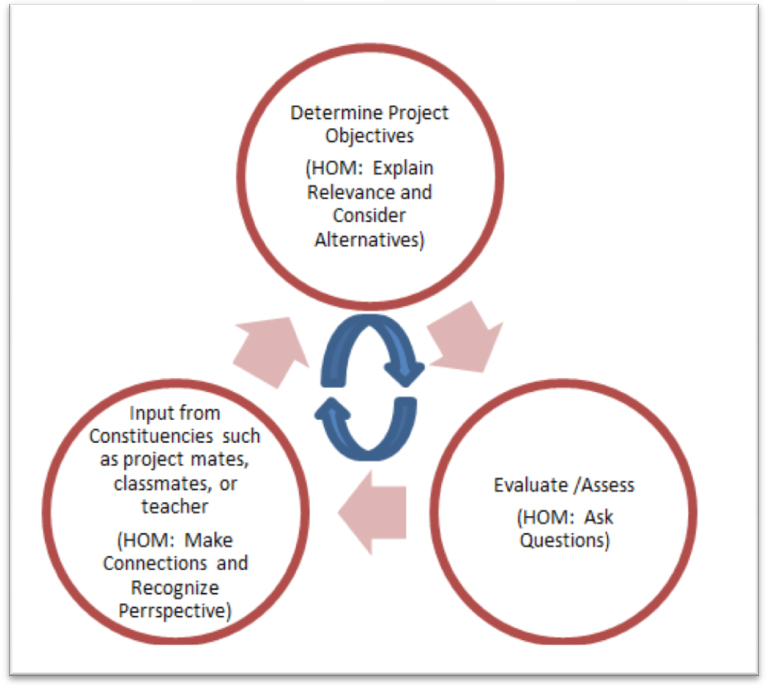 Determine Project
Objectives
(HOM: Explain
Relevance and
Consider
Alternatives)
Input from
Constituencies such
as project mates,
classmates, or
teacher
(HOM: Make
Connections and
Recognize
Perrspective)
Evaluate /Assess
(HOM: Ask
Questions)